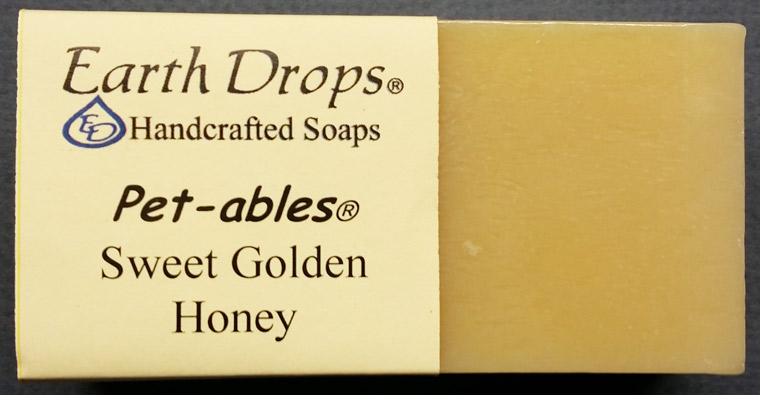 Earth Drops®
ED Handcrafted Soaps
Pet-ables®
Sweet Golden
Honey